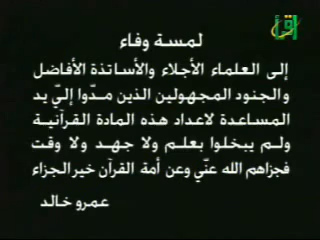 اقرأ
لمسة وفاء
إلى العلماء الأجلاء والأساتذة الأفاضل
والجنود المجهولين الذين مدّوا إليّ يد
المساعدة لاعداد هذه المادة القرآنية
ولم يبخلوا بعلم ولا جهد ولا وقت
فجزاهم الله عنّي وعن أمة القرآن خير الجزاء
عمرو خالد